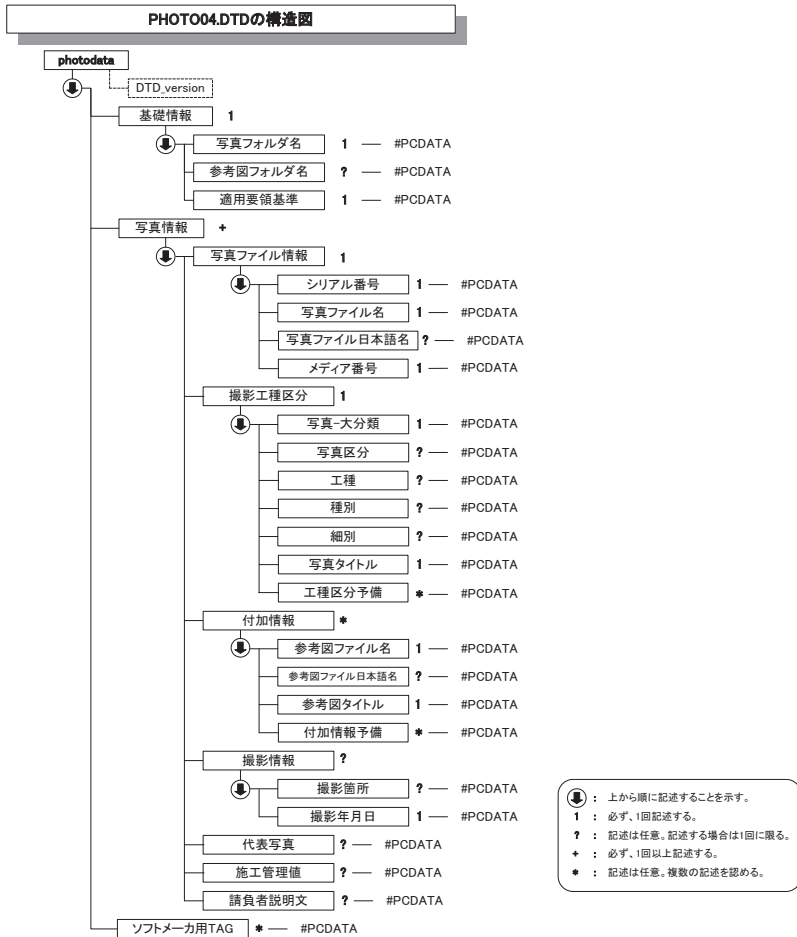 PHOTO04.DTDの構造図
photodata
DTD_version
基礎情報 1
写真フォルダ名 1 — #PCDATA
参考図フォルダ名 ? — #PCDATA
適用要領基準 1 — #PCDATA
写真情報 +
写真ファイル情報 1
シリアル番号 1 — #PCDATA
写真ファイル名 1 — #PCDATA
写真ファイル日本語名 ? — #PCDATA
メディア番号 1 — #PCDATA
撮影工種区分 1
写真-大分類 1 — #PCDATA
写真区分 ? — #PCDATA
工種 ? — #PCDATA
種別 ? — #PCDATA
細別 ? — #PCDATA
写真タイトル 1 — #PCDATA
工種区分予備 * — #PCDATA
付加情報 *
参考図ファイル名 1 — #PCDATA
参考図ファイル日本語名 ? — #PCDATA
参考図タイトル 1 — #PCDATA
付加情報予備 * — #PCDATA
撮影情報 ?
撮影箇所 ? — #PCDATA
撮影年月日 1 — #PCDATA
代表写真 ? — #PCDATA
施工管理値 ? — #PCDATA
請負者説明文 ? — #PCDATA
ソフトメーカ用TAG * — #PCDATA
: 上から順に記述することを示す。
1 : 必ず、1回記述する。
? : 記述は任意。記述する場合は1回に限る。
+ : 必ず、1回以上記述する。
* : 記述は任意。複数の記述を認める。